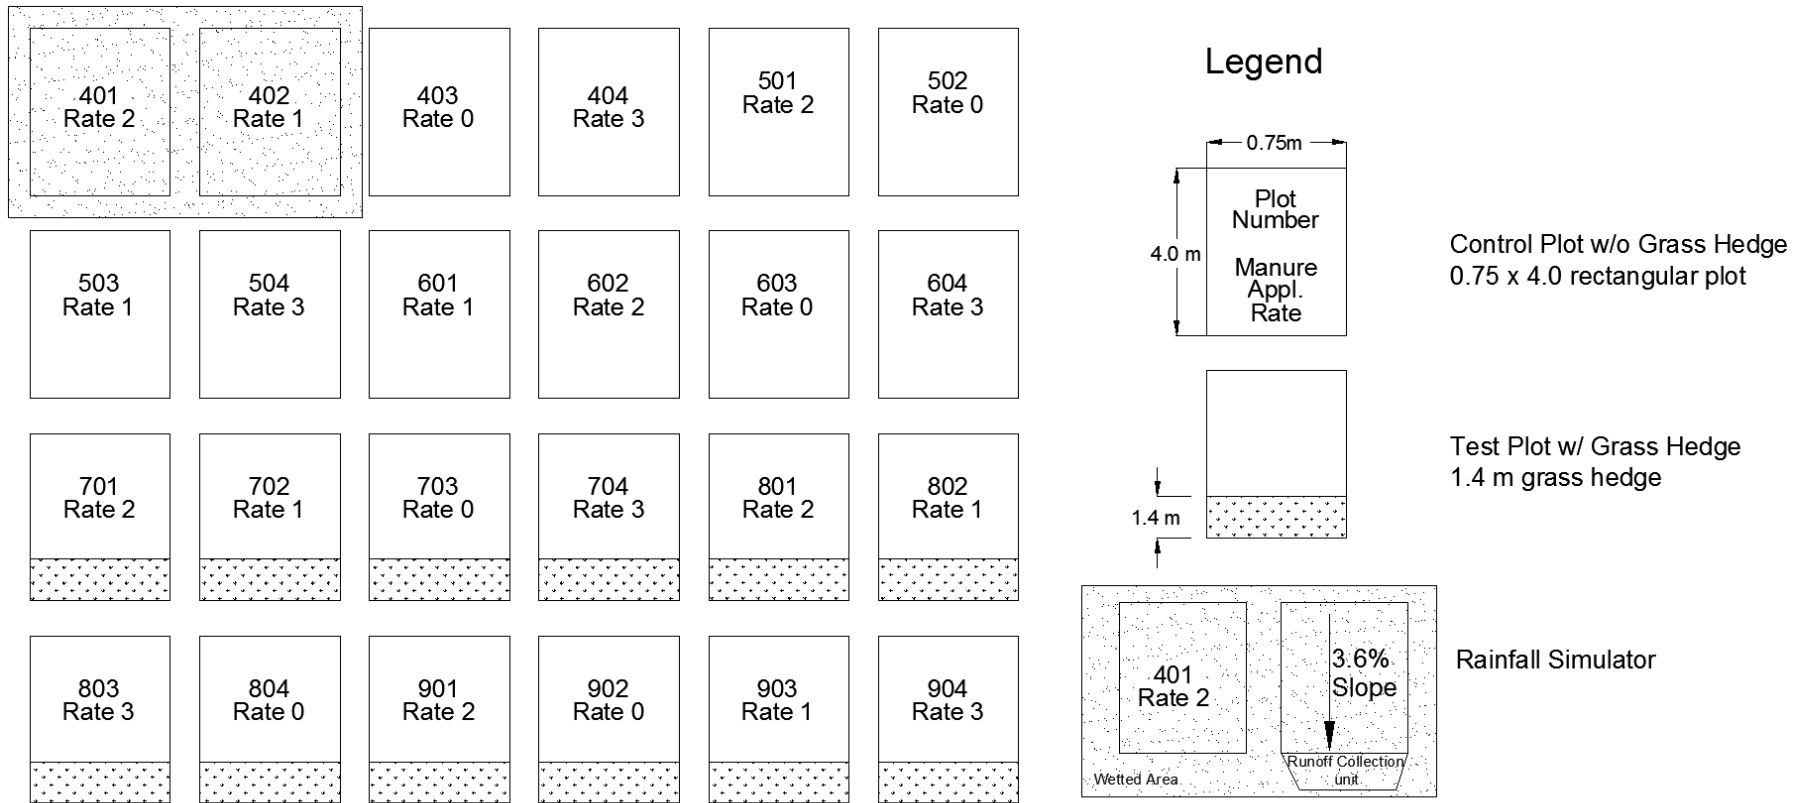 401
Rate 2
402
Rate 1
403
Rate 0
404
Rate 3
501
Rate 2
502
Rate 0
503
Rate 1
504
Rate 3
601
Rate 1
602
Rate 2
603
Rate 0
604
Rate 3
701
Rate 2
702
Rate 1
703
Rate 0
704
Rate 3
801
Rate 2
802
Rate 1
803
Rate 3
804
Rate 0
901
Rate 2
902
Rate 0
903
Rate 1
904
Rate 3
Legend
0.75m
4.0 m
Plot
Number
Manure
Appl.
Rate
Control Plot w/o Grass Hedge
0.75 x 4.0 rectangular plot
1.4 m
Test Plot w/ Grass Hedge
1.4 m grass hedge
401
Rate 2
3.6%
Slope
Runoff Collection
unit
Wetted Area
Rainfall Simulator